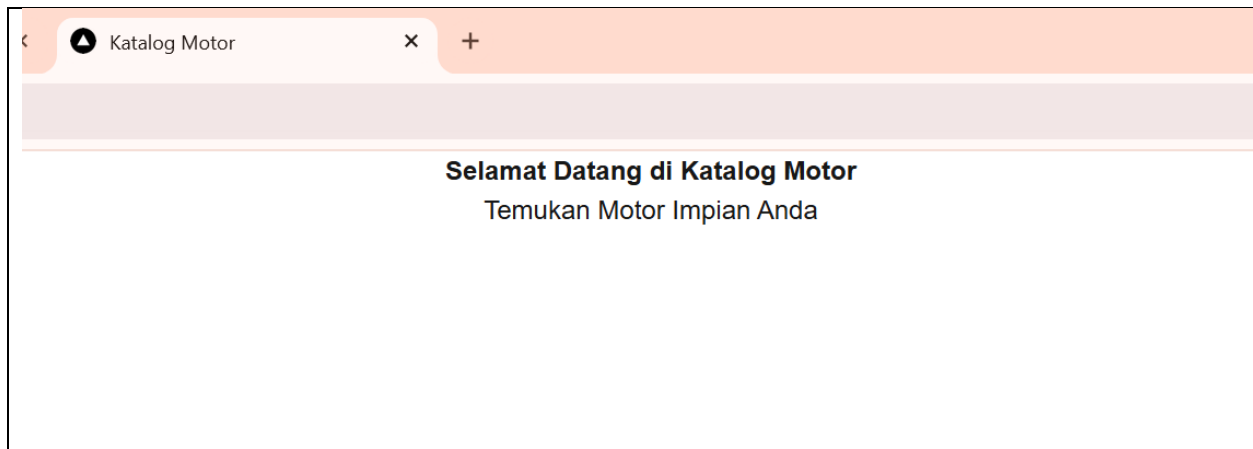 Katalog Motor
Selamat Datang di Katalog Motor
Temukan Motor Impian Anda